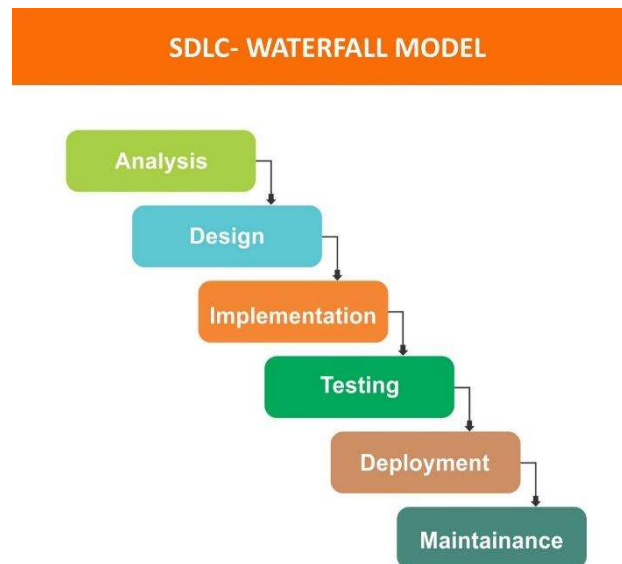 SDLC- WATERFALL MODEL
Analysis
Design
Implementation
Testing
Deployment
Maintainance